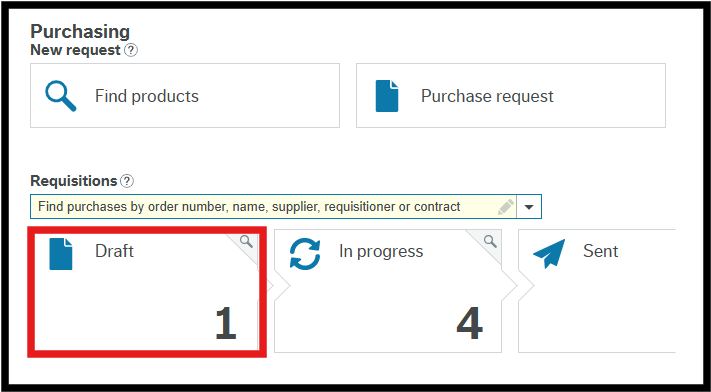 Purchasing
New request ?
Find products
Purchase request
Requisitions ?
Find purchases by order number, name, supplier, requisitioner or contract
Draft
1
In progress
4
Sent